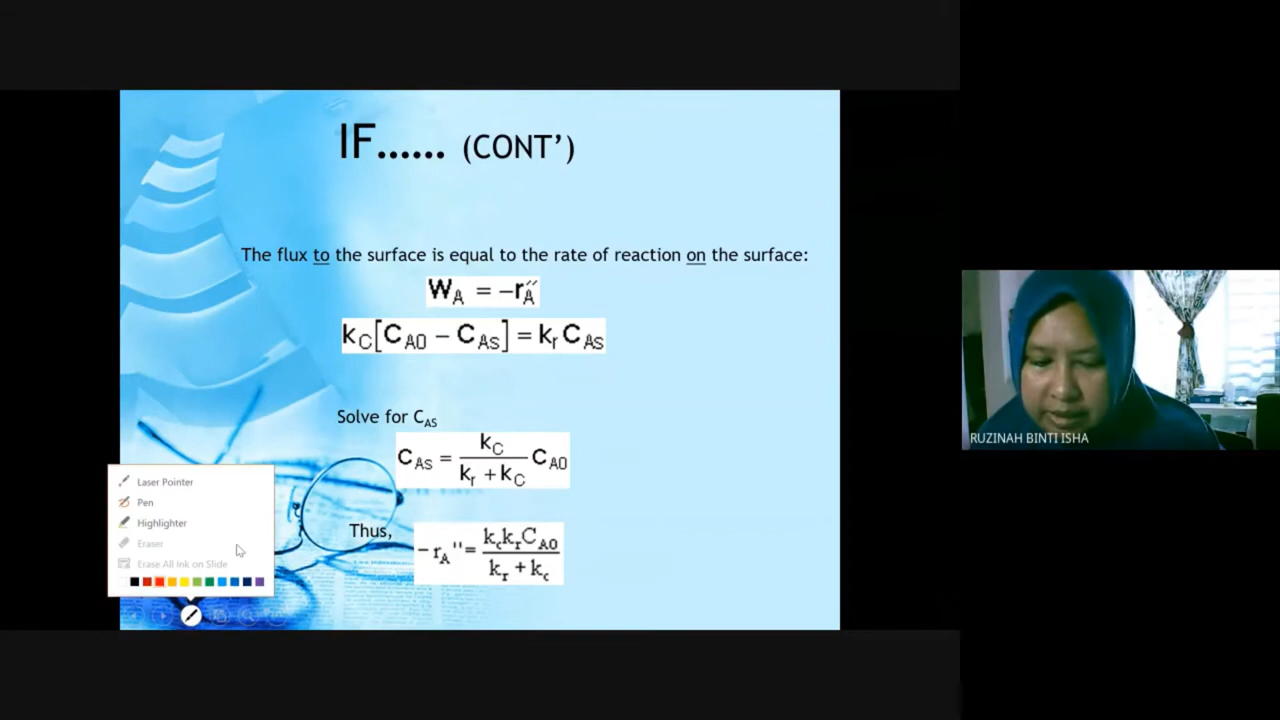 IF...... (CONT’)
The flux to the surface is equal to the rate of reaction on the surface:
W_A = −r_A″
k_C[C_A0 − C_As] = k_r C_As
Solve for C_AS
C_As = k_C / (k_r + k_C) C_A0
Thus,
−r_A" = k_c k_r C_A0 / (k_r + k_c)
Laser Pointer
Pen
Highlighter
Eraser
Erase All Ink on Slide
RUZINAH BINTI ISHA